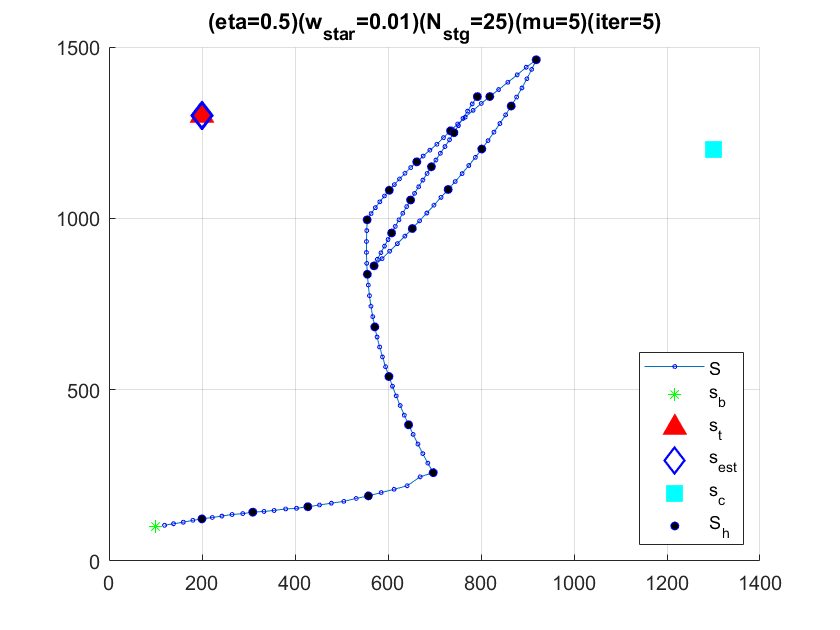 (eta=0.5)(w_star=0.01)(N_stg=25)(mu=5)(iter=5)
1500
1000
500
0
0 200 400 600 800 1000 1200 1400
S
s_b
s_t
s_est
s_c
S_h